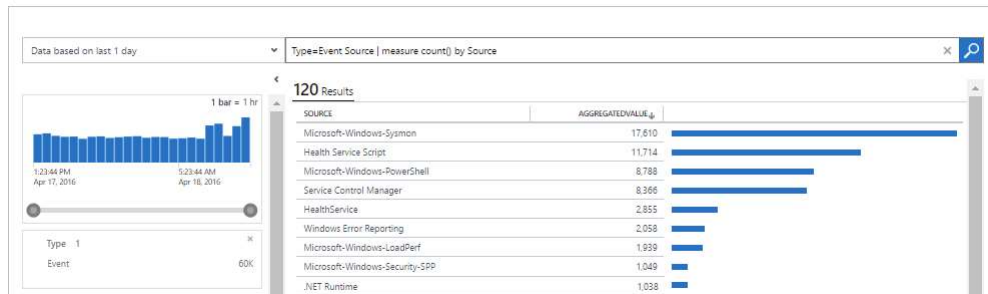 Data based on last 1 day
Type=Event Source | measure count() by Source
120 Results
1 bar = 1 hr
1:23:44 PM
Apr 17, 2016
5:23:44 AM
Apr 18, 2016
Type 1
Event 60K
SOURCE AGGREGATEDVALUE
Microsoft-Windows-Sysmon 17,610
Health Service Script 11,714
Microsoft-Windows-PowerShell 8,788
Service Control Manager 8,366
HealthService 2,855
Windows Error Reporting 2,058
Microsoft-Windows-LoadPerf 1,939
Microsoft-Windows-Security-SPP 1,049
.NET Runtime 1,038